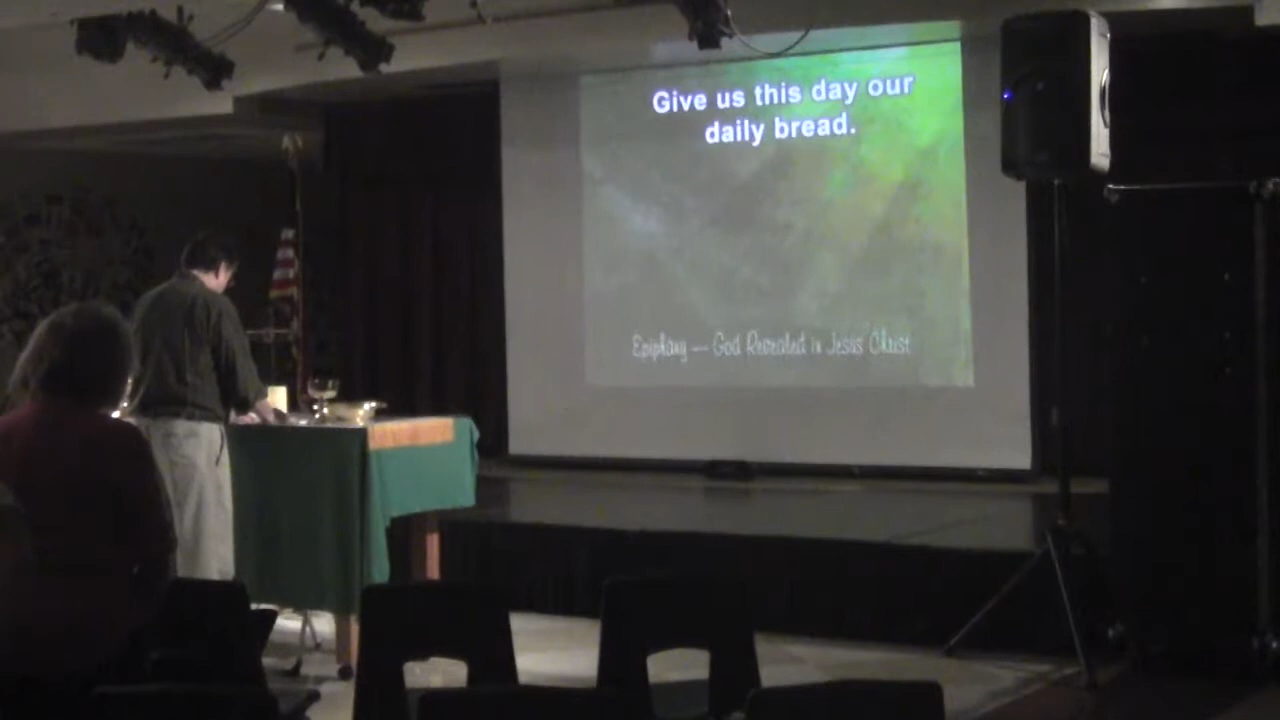 Give us this day our
daily bread.
Epiphany — God Revealed in Jesus Christ